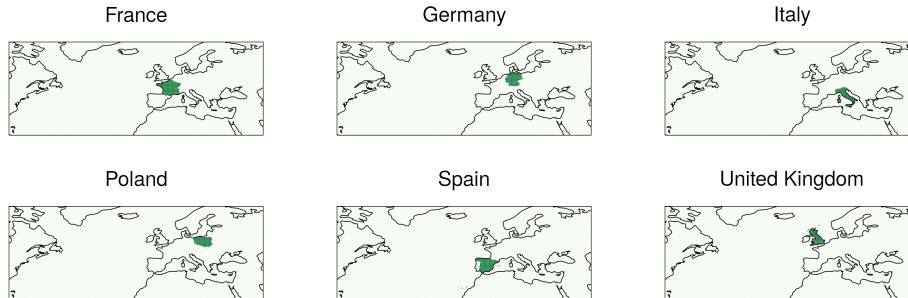 France
Germany
Italy
Poland
Spain
United Kingdom